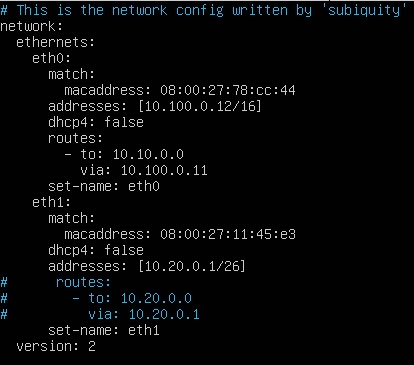 # This is the network config written by 'subiquity'
network:
  ethernets:
    eth0:
      match:
        macaddress: 08:00:27:78:cc:44
      addresses: [10.100.0.12/16]
      dhcp4: false
      routes:
        - to: 10.10.0.0
          via: 10.100.0.11
      set-name: eth0
    eth1:
      match:
        macaddress: 08:00:27:11:45:e3
      dhcp4: false
      addresses: [10.20.0.1/26]
#      routes:
#        - to: 10.20.0.0
#          via: 10.20.0.1
      set-name: eth1
  version: 2